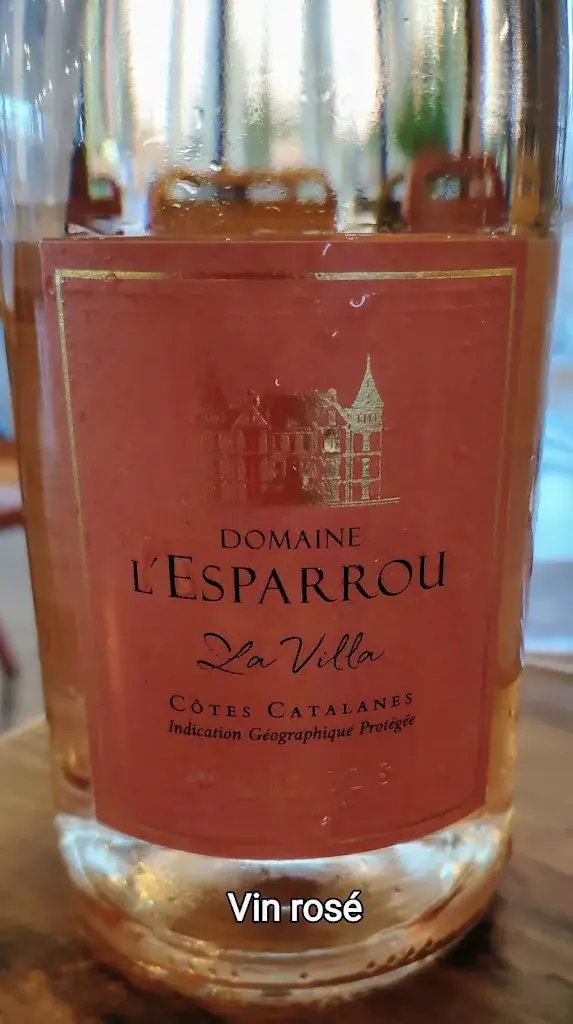 DOMAINE
L'ESPARROU
La Villa
CÔTES CATALANES
Indication Géographique Protégée
Vin rosé